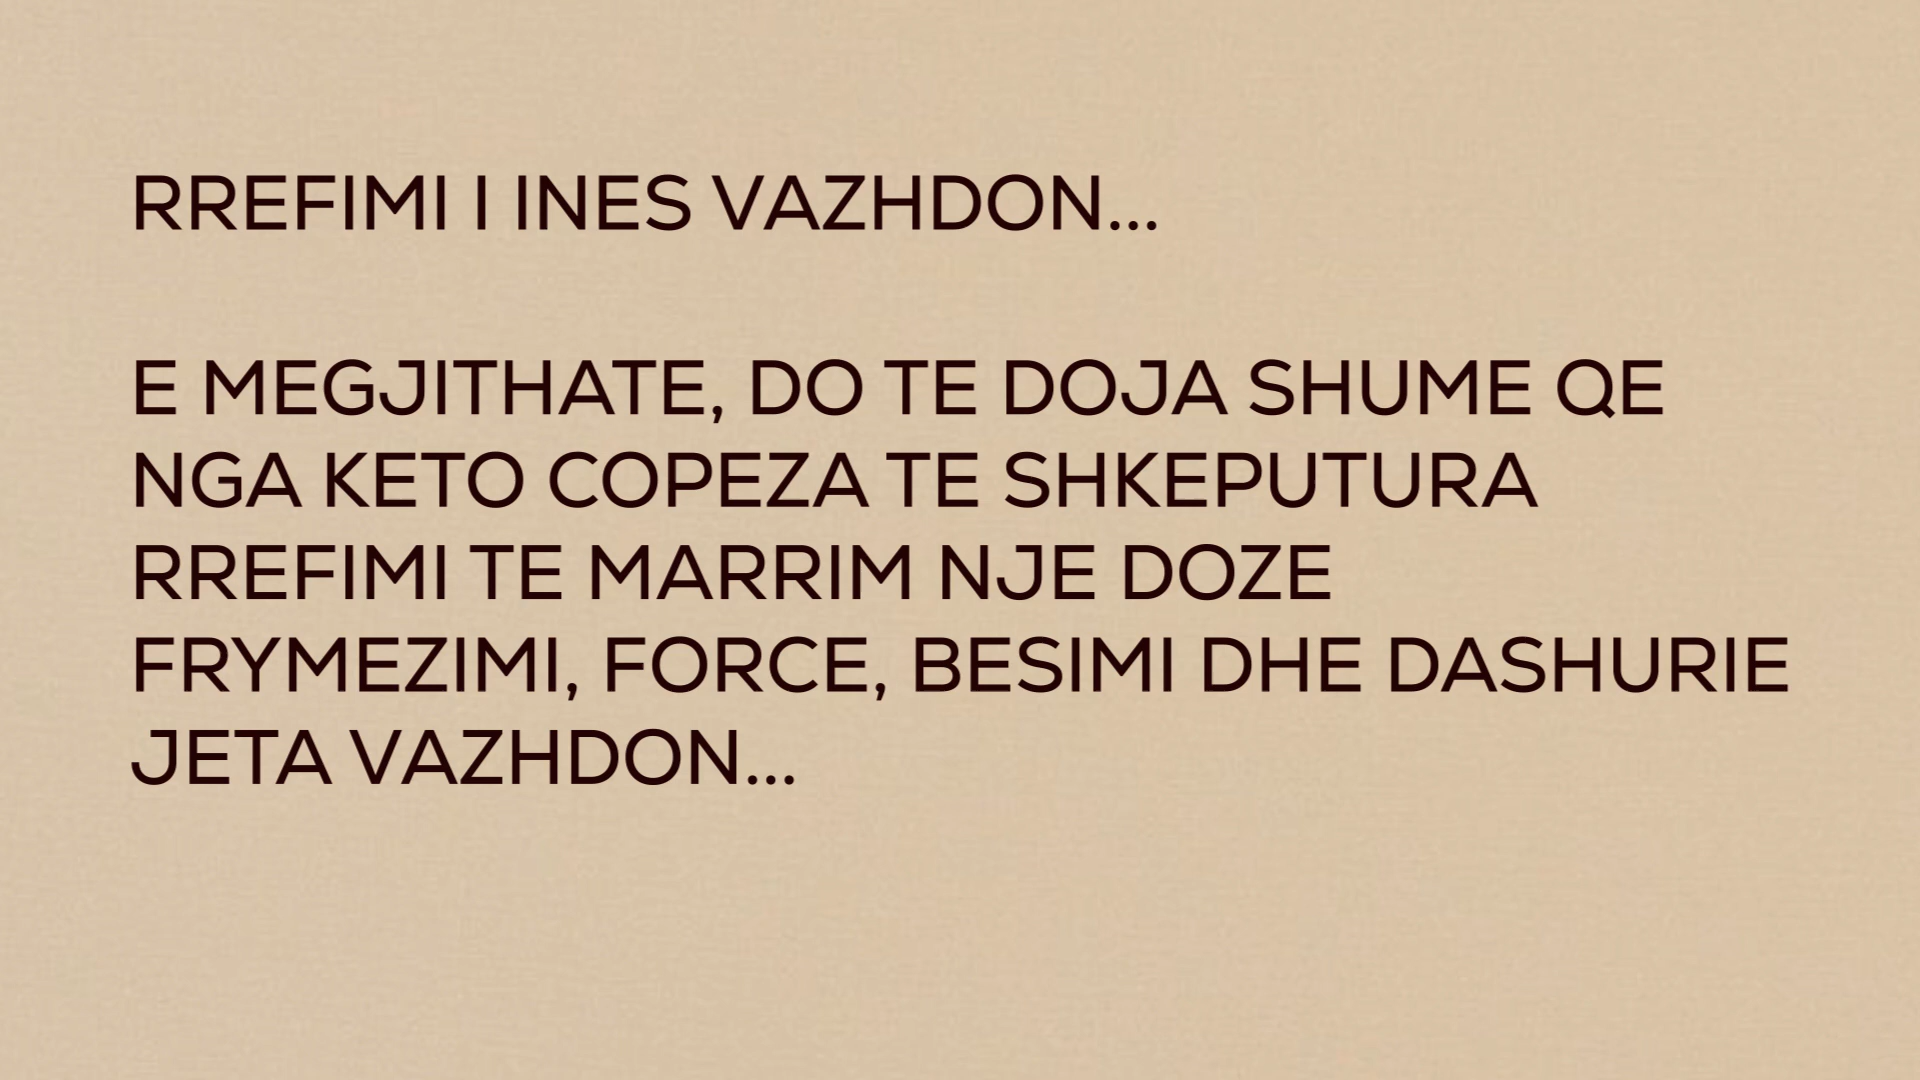 RREFIMI I INES VAZHDON...
E MEGJITHATE, DO TE DOJA SHUME QE
NGA KETO COPEZA TE SHKEPUTURA
RREFIMI TE MARRIM NJE DOZE
FRYMEZIMI, FORCE, BESIMI DHE DASHURIE
JETA VAZHDON...